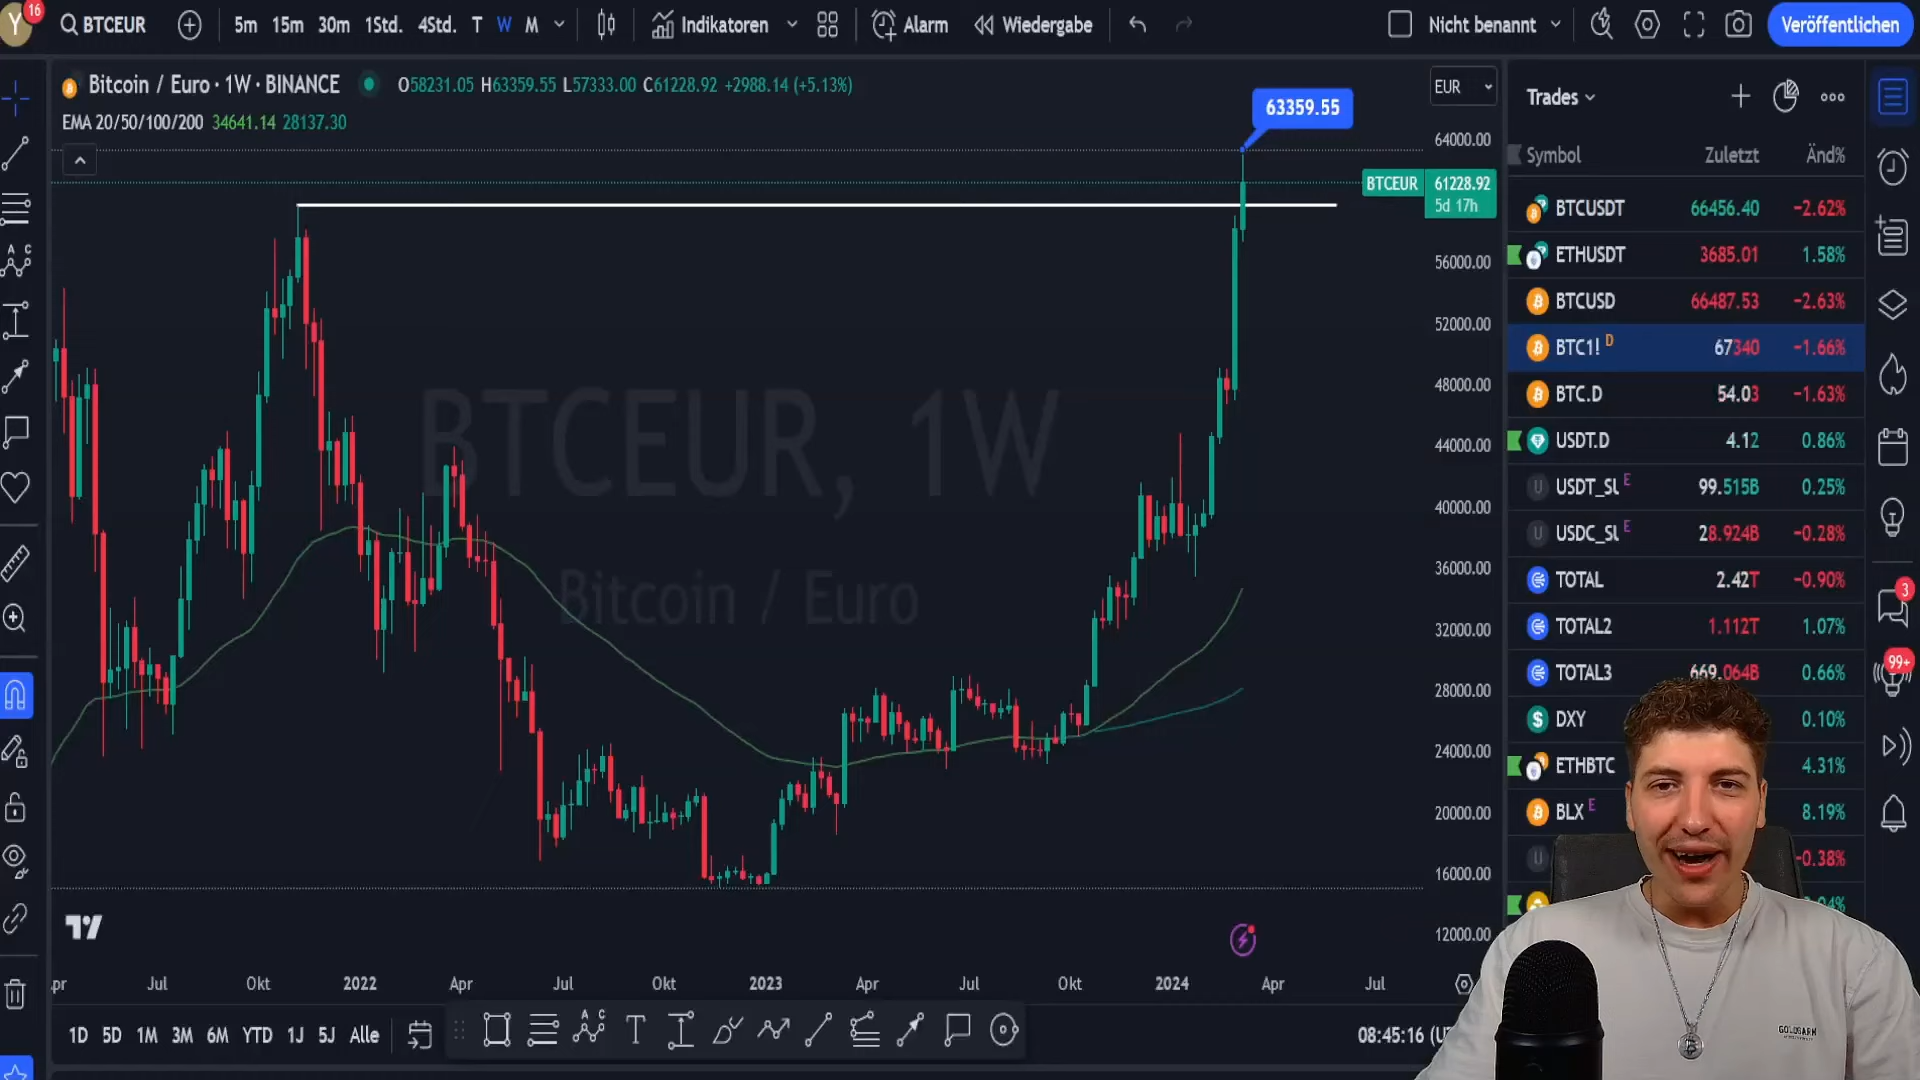 Y 16 BTCEUR 5m 15m 30m 1Std. 4Std. T W M Indikatoren Alarm Wiedergabe Nicht benannt Veröffentlichen
Bitcoin / Euro · 1W · BINANCE O58231.05 H63359.55 L57333.00 C61228.92 +2988.14 (+5.13%)
EMA 20/50/100/200 34641.14 28137.30
EUR
63359.55
64000.00
BTCEUR 61228.92
5d 17h
56000.00
52000.00
48000.00
44000.00
40000.00
36000.00
32000.00
28000.00
24000.00
20000.00
16000.00
12000.00
BTCEUR, 1W
Bitcoin / Euro
Jul Okt 2022 Apr Jul Okt 2023 Apr Jul Okt 2024 Apr Jul
1D 5D 1M 3M 6M YTD 1J 5J Alle
08:45:16
Trades
Symbol Zuletzt Änd%
BTCUSDT 66456.40 −2.62%
ETHUSDT 3685.01 1.58%
BTCUSD 66487.53 −2.63%
BTC1! D 67340 −1.66%
BTC.D 54.03 −1.63%
USDT.D 4.12 0.86%
USDT_SU E 99.515B 0.25%
USDC_SU E 28.924B −0.28%
TOTAL 2.42T −0.90%
TOTAL2 1.112T 1.07%
TOTAL3 669.064B 0.66%
DXY 0.10%
ETHBTC 4.31%
BLX E 8.19%
-0.38%
3
99+